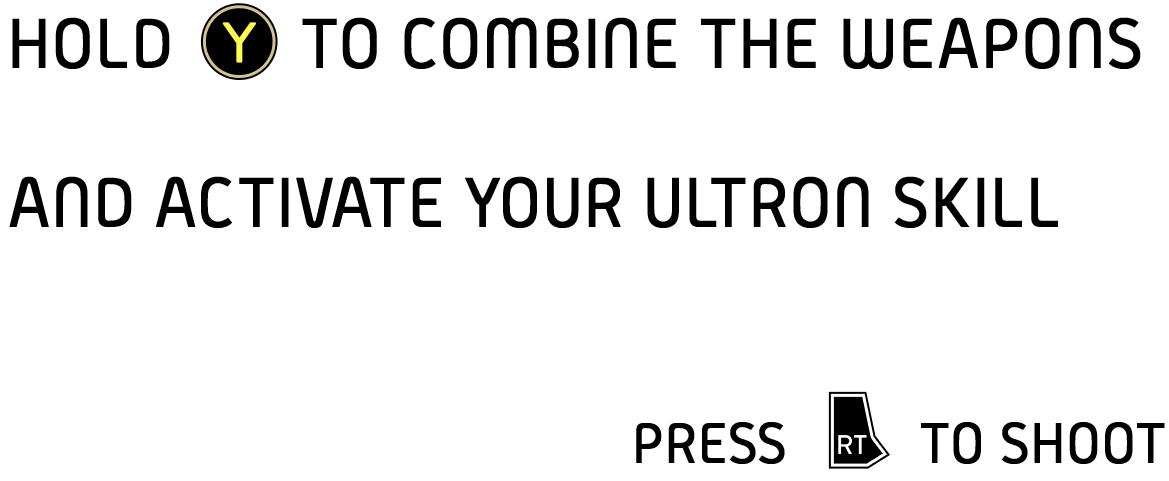 HOLD Y TO COMBINE THE WEAPONS
AND ACTIVATE YOUR ULTRON SKILL
PRESS RT TO SHOOT